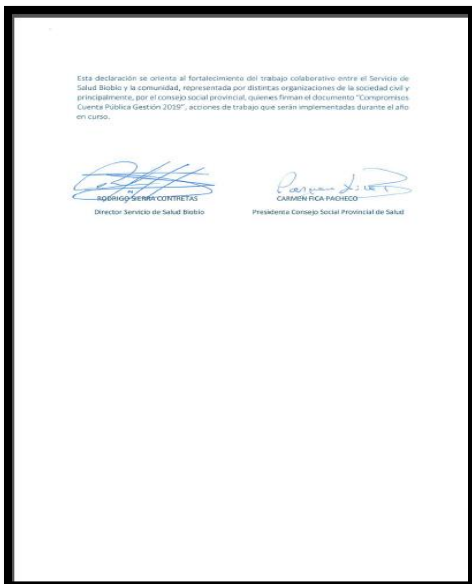 Esta declaración se orienta al fortalecimiento del trabajo colaborativo entre el Servicio de
Salud Biobío y la comunidad, representada por distintas organizaciones de la sociedad civil y
principalmente, por el consejo social provincial, quienes firman el documento "Compromisos
Cuenta Pública Gestión 2019", acciones de trabajo que serán implementadas durante el año
en curso.
RODRIGO SIERRA CONTRETAS
CARMEN FICA PACHECO
Director Servicio de Salud Biobío
Presidenta Consejo Social Provincial de Salud